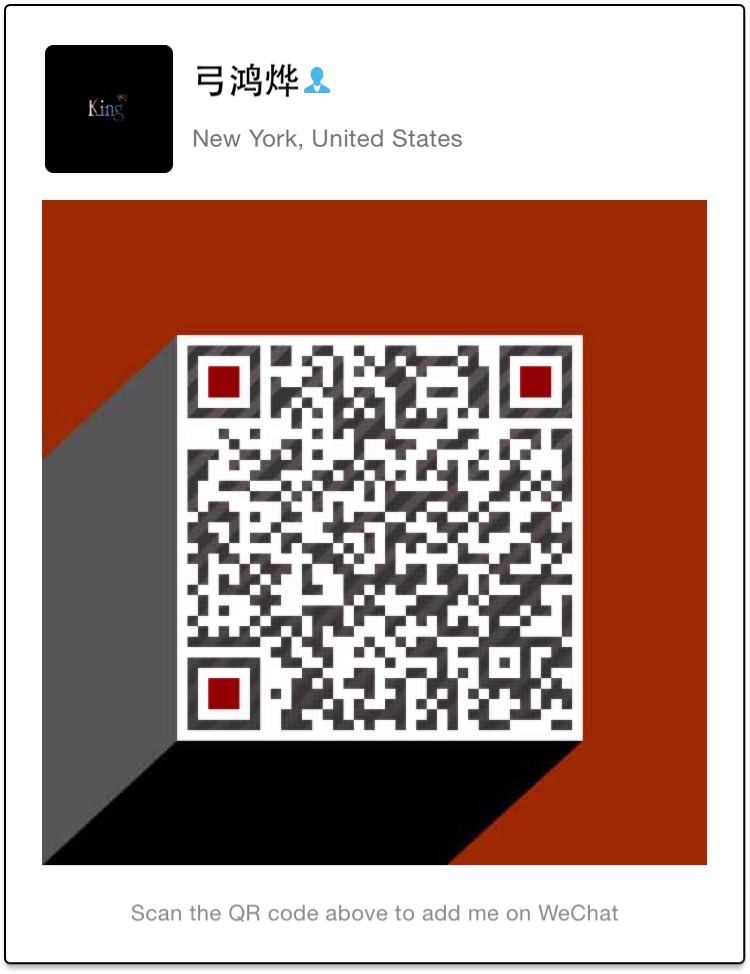 King
弓鸿烨
New York, United States
Scan the QR code above to add me on WeChat